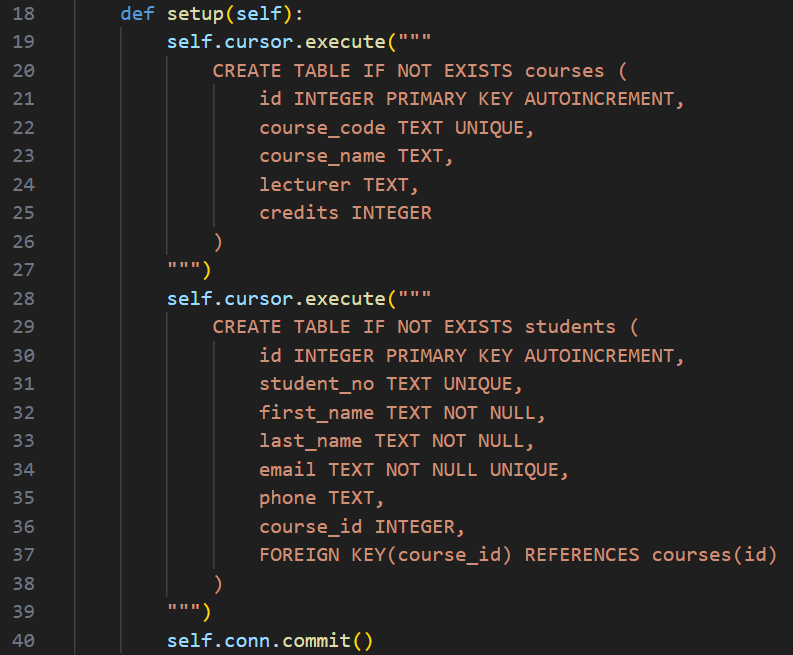 18 def setup(self):
19 self.cursor.execute("""
20 CREATE TABLE IF NOT EXISTS courses (
21 id INTEGER PRIMARY KEY AUTOINCREMENT,
22 course_code TEXT UNIQUE,
23 course_name TEXT,
24 lecturer TEXT,
25 credits INTEGER
26 )
27 """)
28 self.cursor.execute("""
29 CREATE TABLE IF NOT EXISTS students (
30 id INTEGER PRIMARY KEY AUTOINCREMENT,
31 student_no TEXT UNIQUE,
32 first_name TEXT NOT NULL,
33 last_name TEXT NOT NULL,
34 email TEXT NOT NULL UNIQUE,
35 phone TEXT,
36 course_id INTEGER,
37 FOREIGN KEY(course_id) REFERENCES courses(id)
38 )
39 """)
40 self.conn.commit()